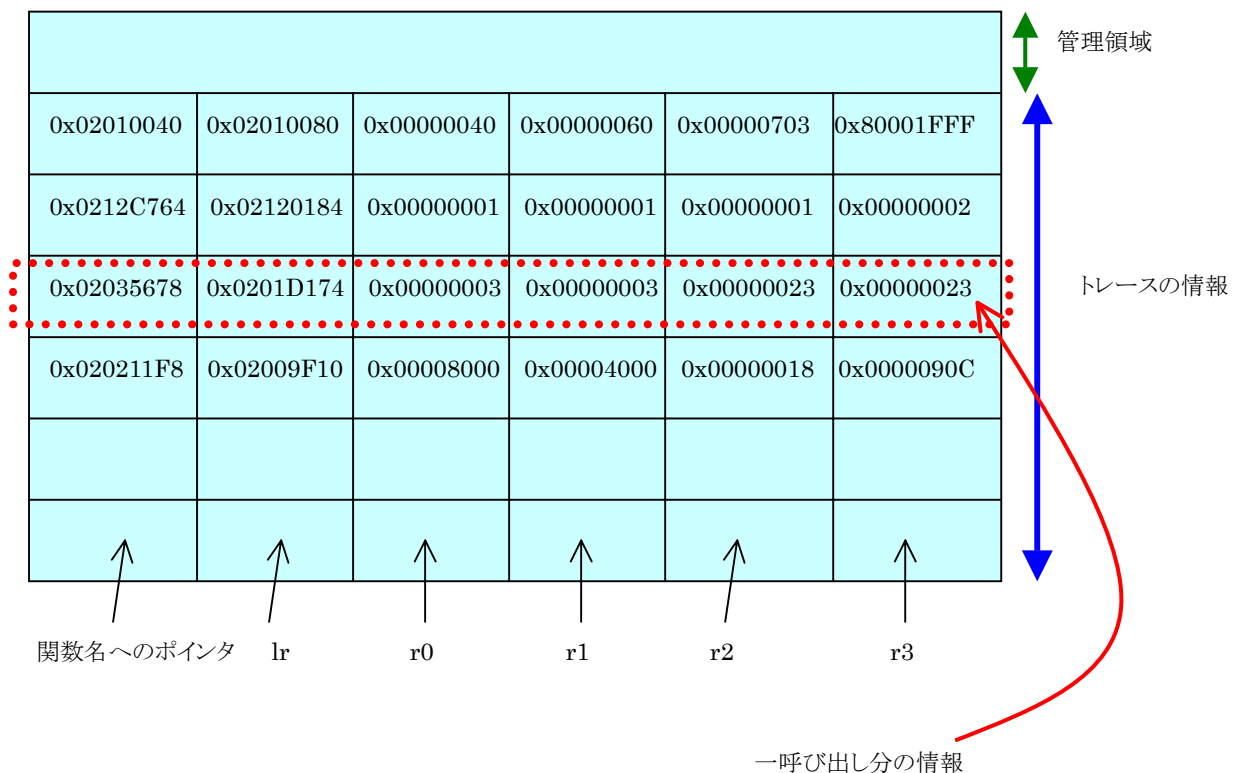 管理領域
0x02010040 0x02010080 0x00000040 0x00000060 0x00000703 0x80001FFF
0x0212C764 0x02120184 0x00000001 0x00000001 0x00000001 0x00000002
0x02035678 0x0201D174 0x00000003 0x00000003 0x00000023 0x00000023
トレースの情報
0x020211F8 0x02009F10 0x00008000 0x00004000 0x00000018 0x0000090C
関数名へのポインタ lr r0 r1 r2 r3
一呼び出し分の情報